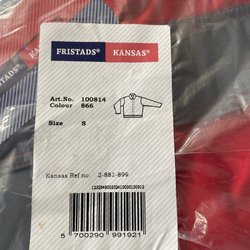 FRISTADS® KANSAS®
Art.No. 100814
Colour 866
Size S
Kansas Ref no: 2-881-899
5 700290 991921